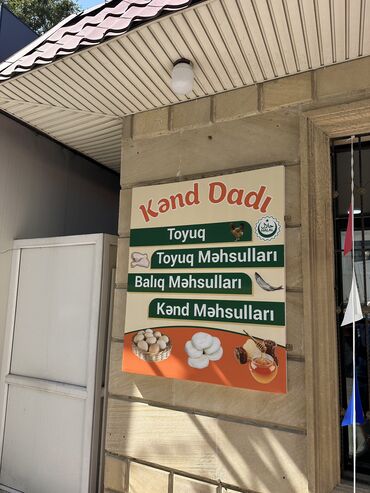 Kənd Dadı
Toyuq
Toyuq Məhsulları
Balıq Məhsulları
Kənd Məhsulları